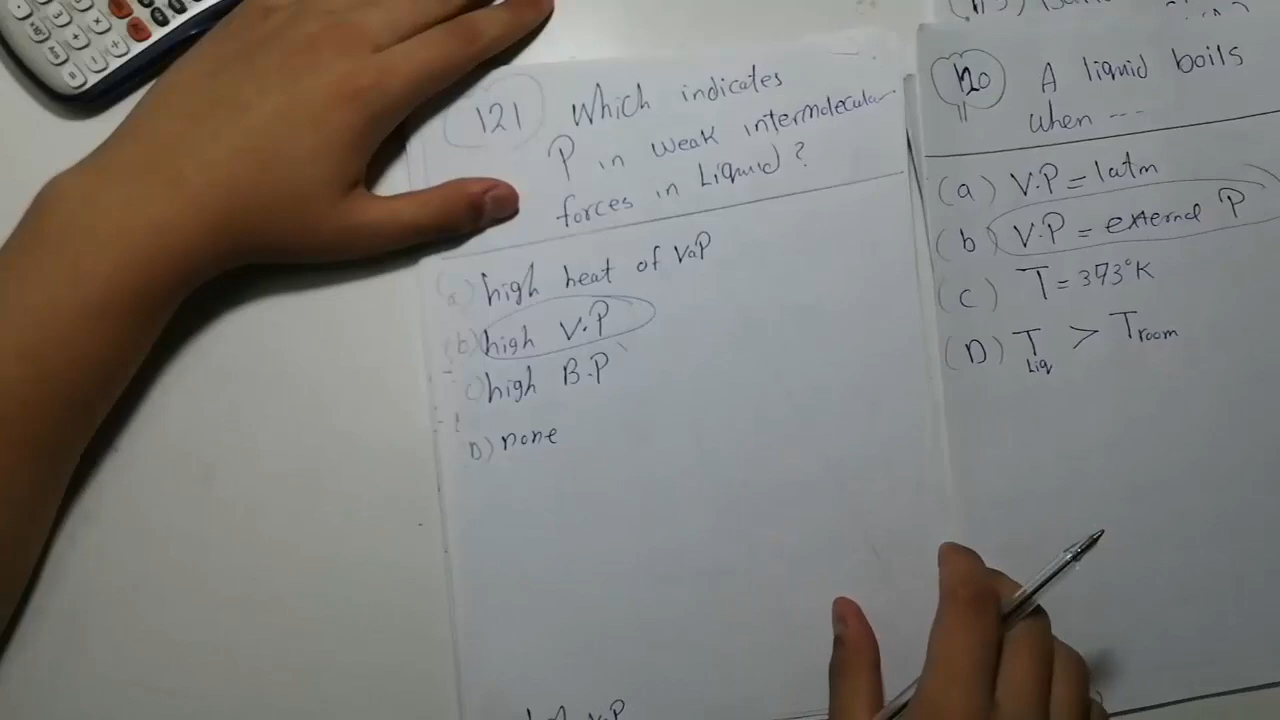 121 Which indicates
P in weak intermolecular
forces in Liquid?
(a) high heat of VaP
(b) high V.P
c) high B.P
D) none
120 A liquid boils
when ---
(a) V.P = 1atm
(b) V.P = external P
(c) T = 373°K
(D) T Liq > T room